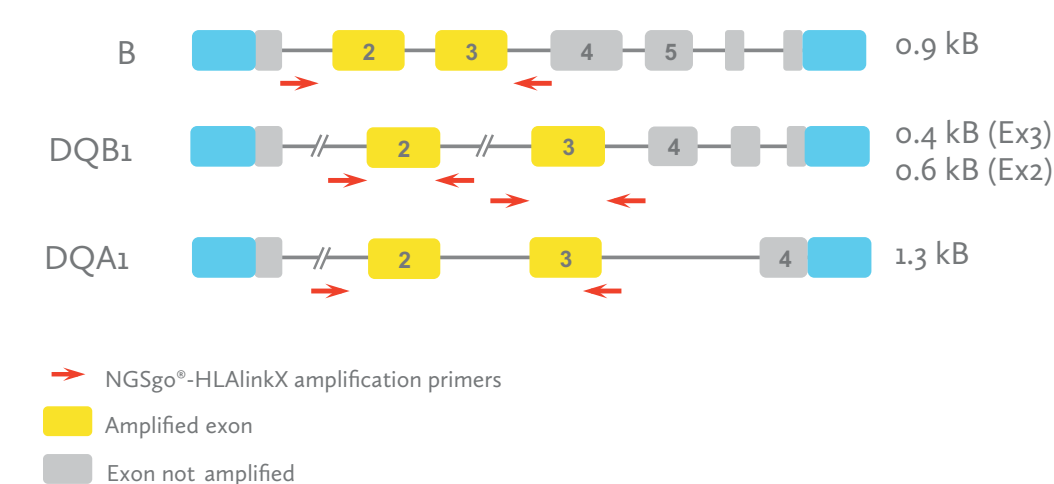 B 2 3 4 5 0.9 kB
DQB1 2 3 4 0.4 kB (Ex3)
0.6 kB (Ex2)
DQA1 2 3 4 1.3 kB
NGSgo®-HLAlinkX amplification primers
Amplified exon
Exon not amplified